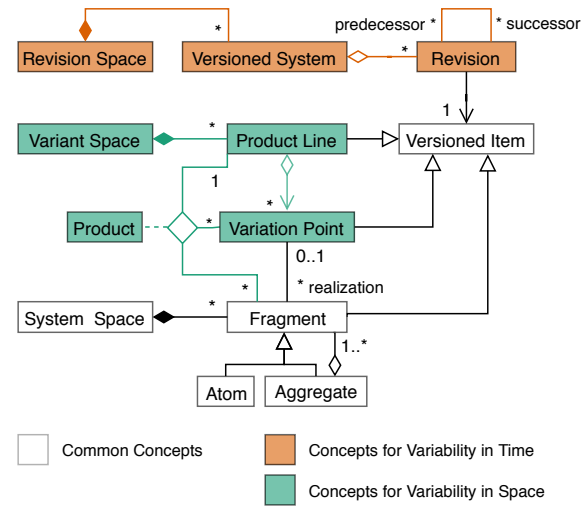 predecessor * * successor
* *
Revision Space Versioned System Revision
1
*
Variant Space Product Line Versioned Item
1
*
Product * Variation Point
0..1
* * realization
*
System Space Fragment
1..*
Atom Aggregate
Common Concepts Concepts for Variability in Time
Concepts for Variability in Space